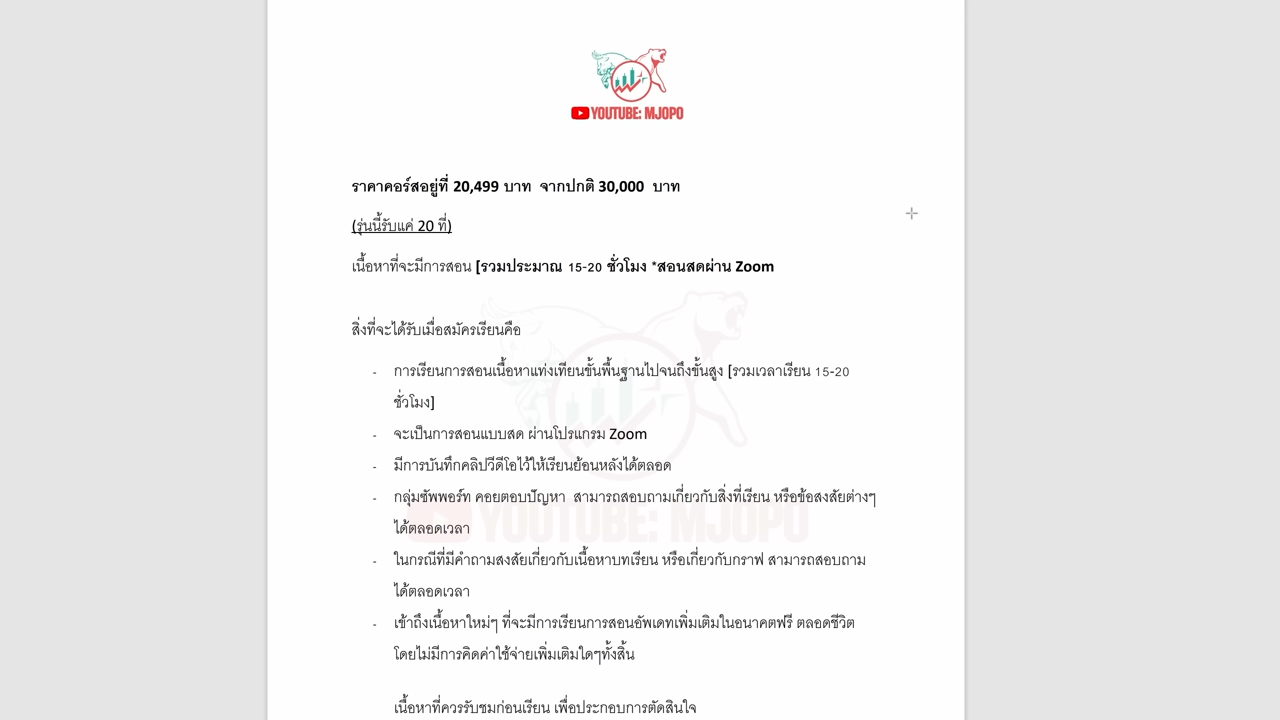 YOUTUBE: MJOPO
ราคาคอร์สอยู่ที่ 20,499 บาท จากปกติ 30,000 บาท
(รุ่นนี้รับแค่ 20 ที่)
เนื้อหาที่จะมีการสอน [รวมประมาณ 15-20 ชั่วโมง *สอนสดผ่าน Zoom
สิ่งที่จะได้รับเมื่อสมัครเรียนคือ
- การเรียนการสอนเนื้อหาแท่งเทียนขั้นพื้นฐานไปจนถึงขั้นสูง [รวมเวลาเรียน 15-20
ชั่วโมง]
- จะเป็นการสอนแบบสด ผ่านโปรแกรม Zoom
- มีการบันทึกคลิปวีดีโอไว้ให้เรียนย้อนหลังได้ตลอด
- กลุ่มซัพพอร์ท คอยตอบปัญหา สามารถสอบถามเกี่ยวกับสิ่งที่เรียน หรือข้อสงสัยต่างๆ
ได้ตลอดเวลา
YOUTUBE: MJOPO
- ในกรณีที่มีคำถามสงสัยเกี่ยวกับเนื้อหาบทเรียน หรือเกี่ยวกับกราฟ สามารถสอบถาม
ได้ตลอดเวลา
- เข้าถึงเนื้อหาใหม่ๆ ที่จะมีการเรียนการสอนอัพเดทเพิ่มเติมในอนาคตฟรี ตลอดชีวิต
โดยไม่มีการคิดค่าใช้จ่ายเพิ่มเติมใดๆทั้งสิ้น
เนื้อหาที่ควรรับชมก่อนเรียน เพื่อประกอบการตัดสินใจ